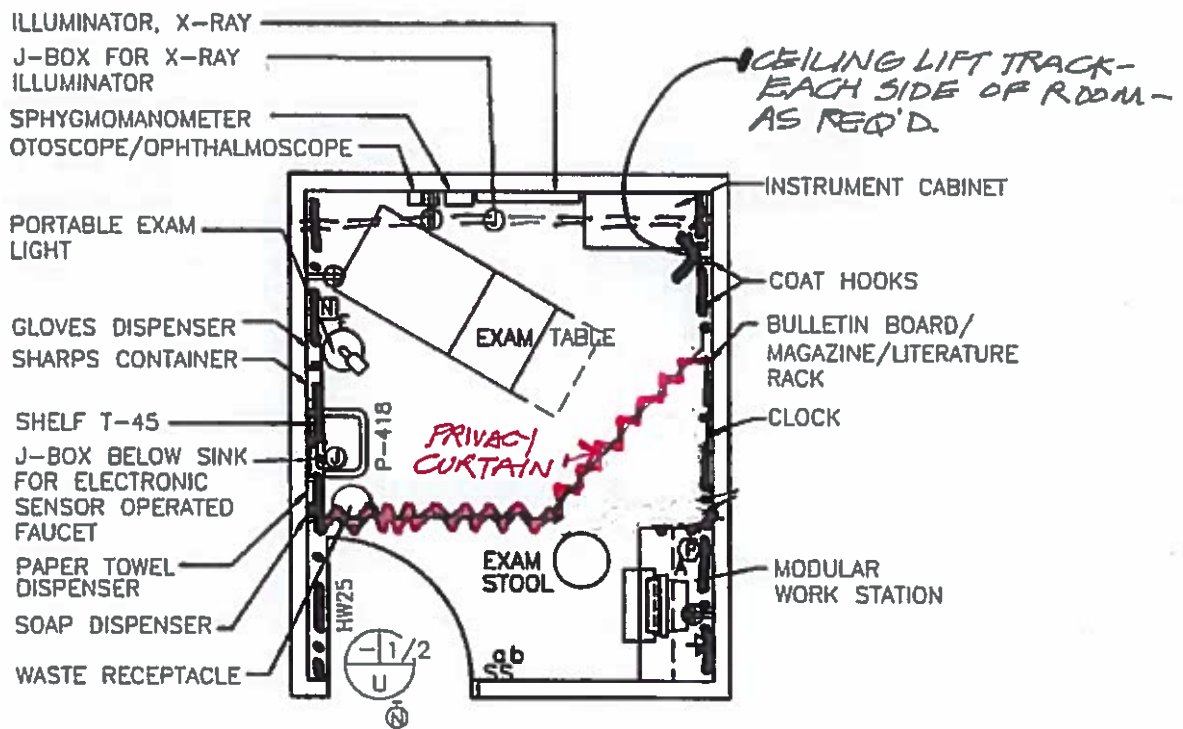 ILLUMINATOR, X-RAY
J-BOX FOR X-RAY
ILLUMINATOR
SPHYGMOMANOMETER
OTOSCOPE/OPHTHALMOSCOPE
PORTABLE EXAM
LIGHT
GLOVES DISPENSER
SHARPS CONTAINER
SHELF T-45
J-BOX BELOW SINK
FOR ELECTRONIC
SENSOR OPERATED
FAUCET
PAPER TOWEL
DISPENSER
SOAP DISPENSER
WASTE RECEPTACLE
CEILING LIFT TRACK-
EACH SIDE OF ROOM-
AS REQ'D.
INSTRUMENT CABINET
COAT HOOKS
BULLETIN BOARD/
MAGAZINE/LITERATURE
RACK
CLOCK
MODULAR
WORK STATION
J
N
EXAM TABLE
P-418
J
PRIVACY
CURTAIN
EXAM
STOOL
P
A
HW25
- 1/2
U
N
ab
SS